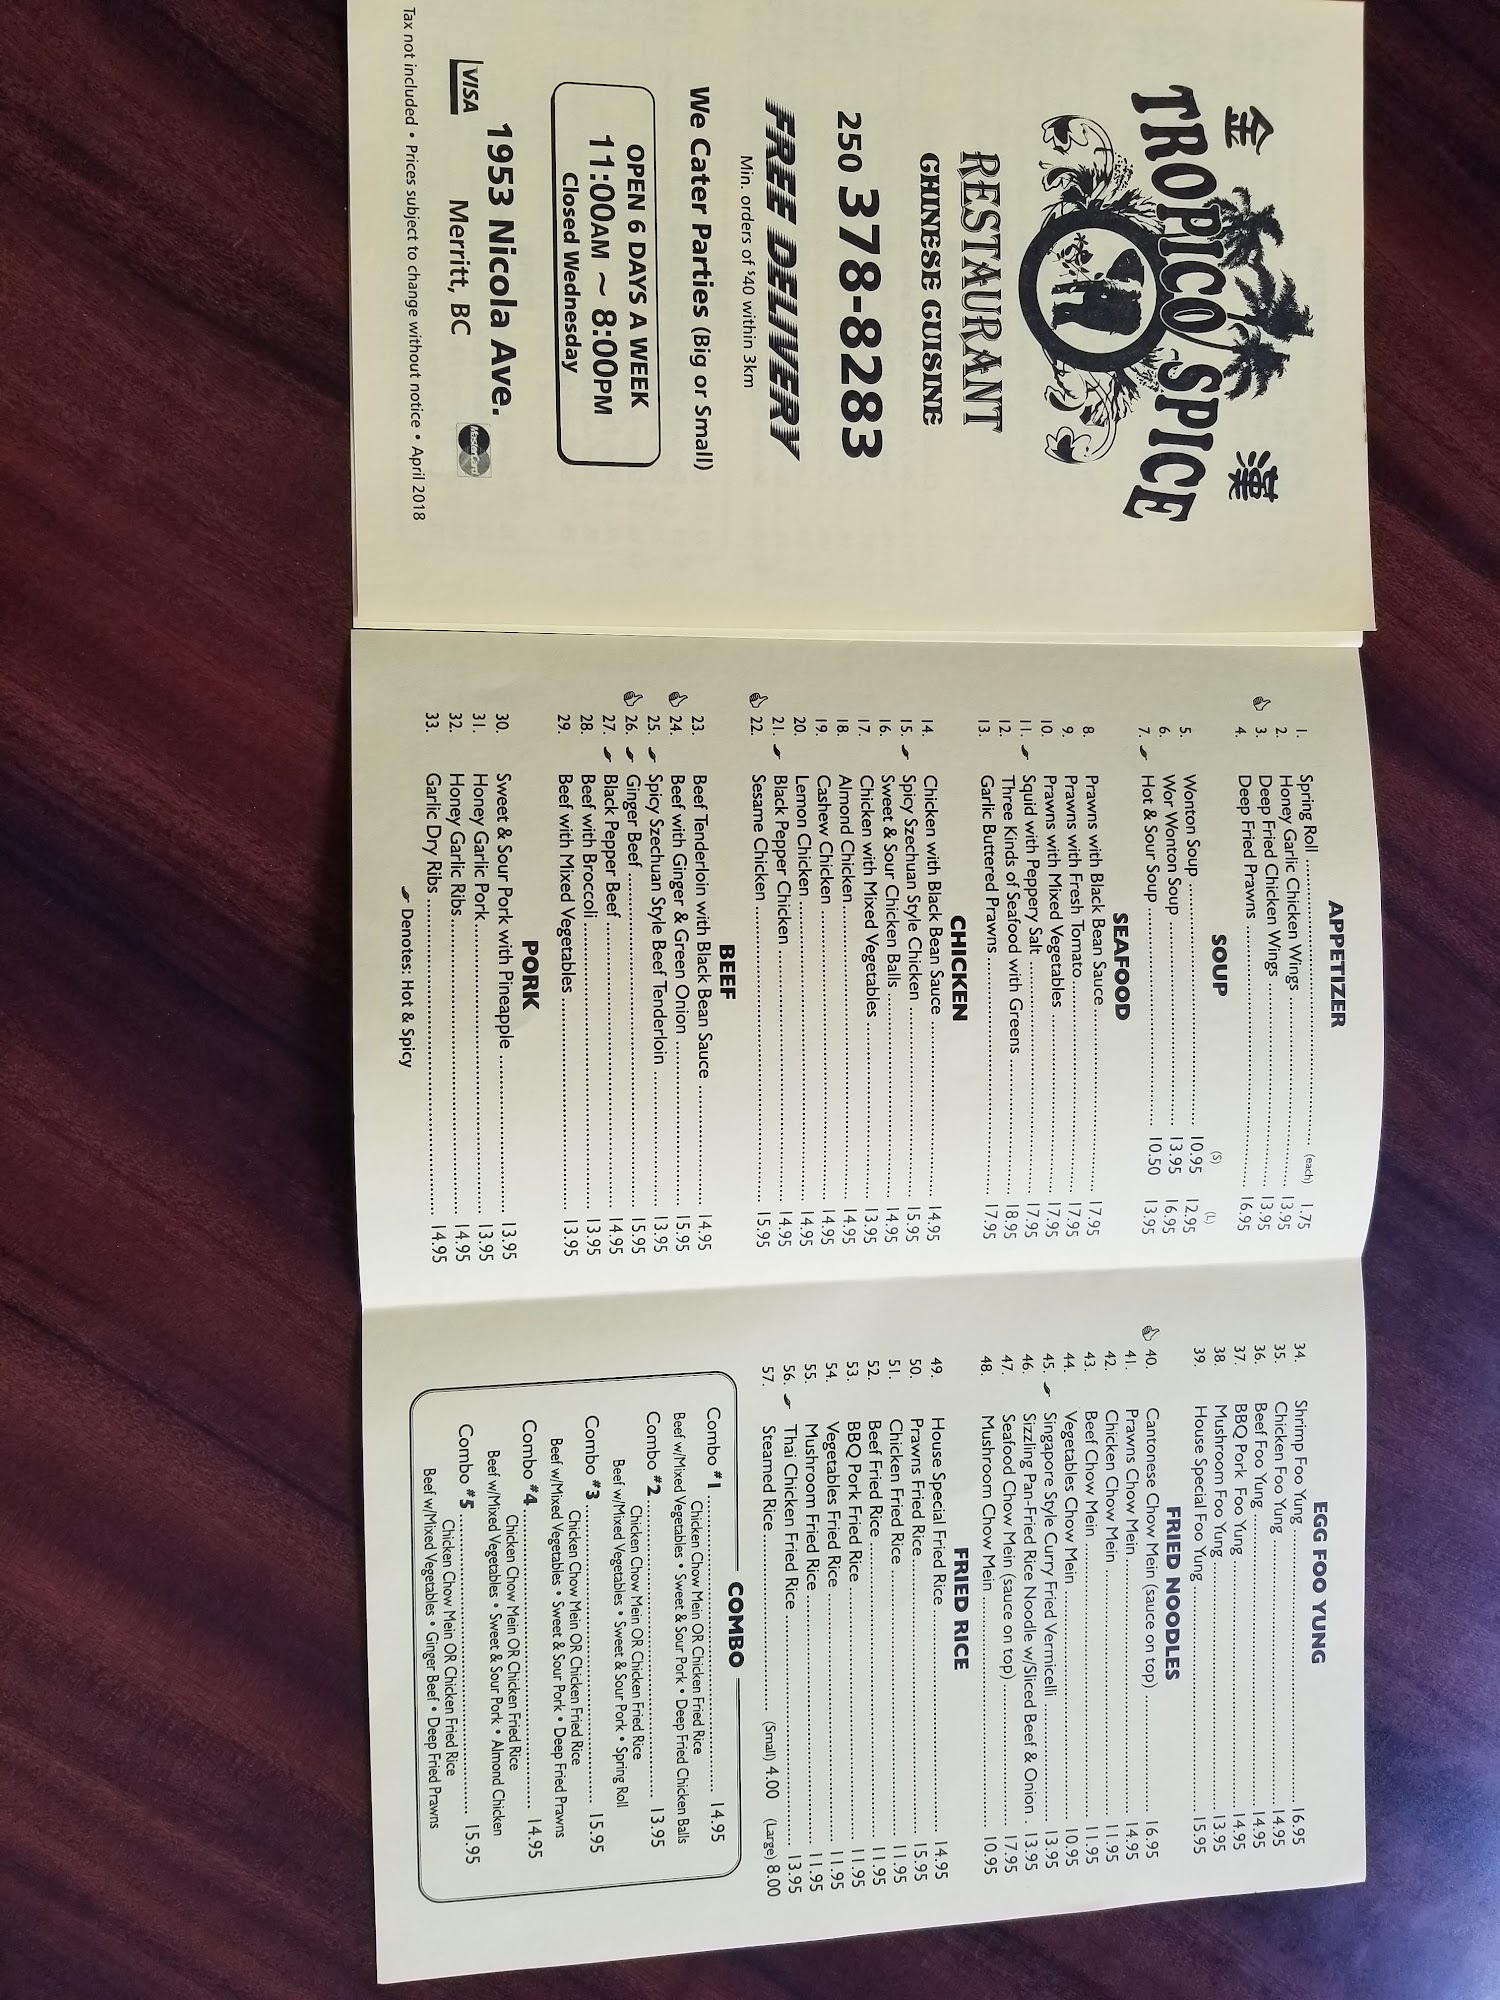 金 漢
TROPICO SPICE
RESTAURANT
CHINESE CUISINE
250 378-8283
FREE DELIVERY
Min. orders of $40 within 3km
We Cater Parties (Big or Small)
OPEN 6 DAYS A WEEK
11:00AM ~ 8:00PM
Closed Wednesday
1953 Nicola Ave.
VISA Merritt, BC MasterCard
Tax not included • Prices subject to change without notice • April 2018
APPETIZER
1. Spring Roll (each) 1.75
2. Honey Garlic Chicken Wings 13.95
3. Deep Fried Chicken Wings 13.95
4. Deep Fried Prawns 16.95
SOUP
(S) (L)
5. Wonton Soup 10.95 12.95
6. Wor Wonton Soup 13.95 16.95
7. Hot & Sour Soup 10.50 13.95
SEAFOOD
8. Prawns with Black Bean Sauce 17.95
9. Prawns with Fresh Tomato 17.95
10. Prawns with Mixed Vegetables 17.95
11. Squid with Peppery Salt 17.95
12. Three Kinds of Seafood with Greens 18.95
13. Garlic Buttered Prawns 17.95
CHICKEN
14. Chicken with Black Bean Sauce 14.95
15. Spicy Szechuan Style Chicken 15.95
16. Sweet & Sour Chicken Balls 14.95
17. Chicken with Mixed Vegetables 13.95
18. Almond Chicken 14.95
19. Cashew Chicken 14.95
20. Lemon Chicken 14.95
21. Black Pepper Chicken 14.95
22. Sesame Chicken 15.95
BEEF
23. Beef Tenderloin with Black Bean Sauce 14.95
24. Beef with Ginger & Green Onion 15.95
25. Spicy Szechuan Style Beef Tenderloin 13.95
26. Ginger Beef 15.95
27. Black Pepper Beef 14.95
28. Beef with Broccoli 13.95
29. Beef with Mixed Vegetables 13.95
PORK
30. Sweet & Sour Pork with Pineapple 13.95
31. Honey Garlic Pork 13.95
32. Honey Garlic Ribs 14.95
33. Garlic Dry Ribs 14.95
Denotes: Hot & Spicy
EGG FOO YUNG
34. Shrimp Foo Yung 16.95
35. Chicken Foo Yung 14.95
36. Beef Foo Yung 14.95
37. BBQ Pork Foo Yung 14.95
38. Mushroom Foo Yung 13.95
39. House Special Foo Yung 15.95
FRIED NOODLES
40. Cantonese Chow Mein (sauce on top) 16.95
41. Prawns Chow Mein 14.95
42. Chicken Chow Mein 11.95
43. Beef Chow Mein 11.95
44. Vegetables Chow Mein 10.95
45. Singapore Style Curry Fried Vermicelli 13.95
46. Sizzling Pan-Fried Rice Noodle w/Sliced Beef & Onion 13.95
47. Seafood Chow Mein (sauce on top) 17.95
48. Mushroom Chow Mein 10.95
FRIED RICE
49. House Special Fried Rice 14.95
50. Prawns Fried Rice 15.95
51. Chicken Fried Rice 11.95
52. Beef Fried Rice 11.95
53. BBQ Pork Fried Rice 11.95
54. Vegetables Fried Rice 11.95
55. Mushroom Fried Rice 11.95
56. Thai Chicken Fried Rice 13.95
57. Steamed Rice (Small) 4.00 (Large) 8.00
COMBO
Combo #1 14.95
Chicken Chow Mein OR Chicken Fried Rice
Beef w/Mixed Vegetables • Sweet & Sour Pork • Deep Fried Chicken Balls
Combo #2 13.95
Chicken Chow Mein OR Chicken Fried Rice
Beef w/Mixed Vegetables • Sweet & Sour Pork • Spring Roll
Combo #3 15.95
Chicken Chow Mein OR Chicken Fried Rice
Beef w/Mixed Vegetables • Sweet & Sour Pork • Deep Fried Prawns
Combo #4 14.95
Chicken Chow Mein OR Chicken Fried Rice
Beef w/Mixed Vegetables • Sweet & Sour Pork • Almond Chicken
Combo #5 15.95
Chicken Chow Mein OR Chicken Fried Rice
Beef w/Mixed Vegetables • Ginger Beef • Deep Fried Prawns